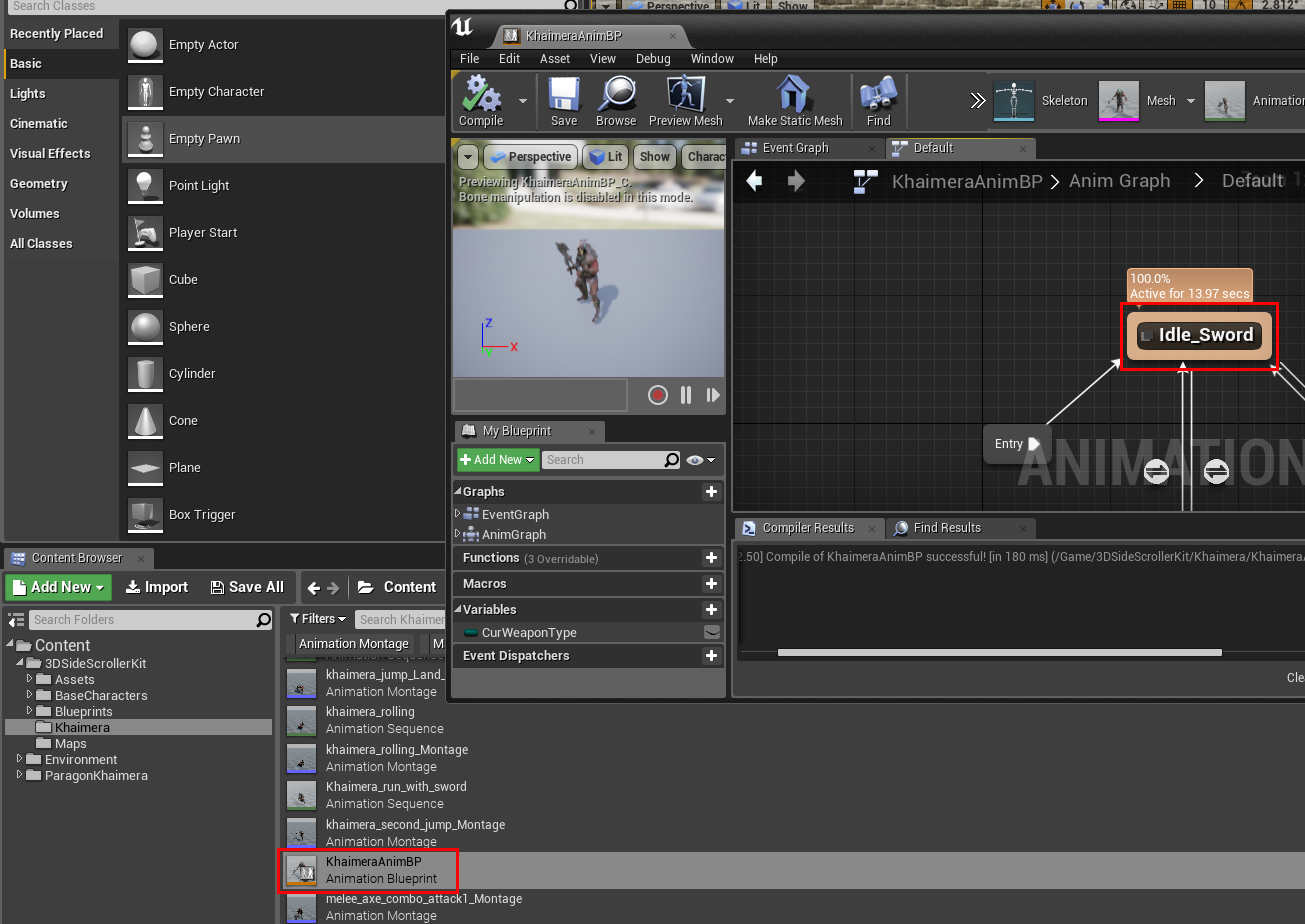 Search Classes
Recently Placed
Basic
Lights
Cinematic
Visual Effects
Geometry
Volumes
All Classes
Empty Actor
Empty Character
Empty Pawn
Point Light
Player Start
Cube
Sphere
Cylinder
Cone
Plane
Box Trigger
Perspective
Lit
Show
10
2.812°
KhaimeraAnimBP
File Edit Asset View Window Debug Help
Compile
Save
Browse
Preview Mesh
Make Static Mesh
Find
Skeleton
Mesh
Animation
Perspective
Lit
Show
Charac
Previewing KhaimeraAnimBP_C.
Bone manipulation is disabled in this mode.
Z
X
Y
Event Graph
Default
KhaimeraAnimBP > Anim Graph > Default
100.0%
Active for 13.97 secs
Idle_Sword
Entry
ANIMATION
My Blueprint
Add New
Search
Graphs
EventGraph
AnimGraph
Functions (3 Overridable)
Macros
Variables
CurWeaponType
Event Dispatchers
Compiler Results
Find Results
2.50] Compile of KhaimeraAnimBP successful! [in 180 ms] (/Game/3DSideScrollerKit/Khaimera/Khaimera
Clea
Content Browser
Add New
Import
Save All
Content
Search Folders
Content
3DSideScrollerKit
Assets
BaseCharacters
Blueprints
Khaimera
Maps
Environment
ParagonKhaimera
Filters
Search Khaimer
Animation Montage
M
Animation Sequence
khaimera_jump_Land_
Animation Montage
khaimera_rolling
Animation Sequence
khaimera_rolling_Montage
Animation Montage
Khaimera_run_with_sword
Animation Sequence
khaimera_second_jump_Montage
Animation Montage
KhaimeraAnimBP
Animation Blueprint
melee_axe_combo_attack1_Montage
Animation Montage